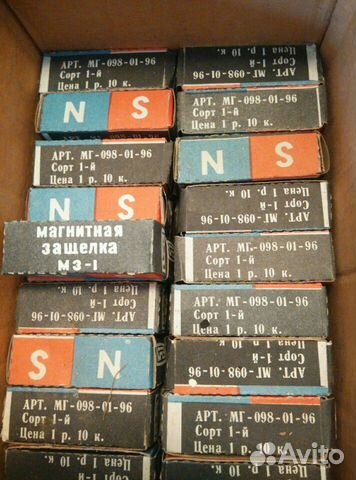 АРТ. МГ-098-01-96
Сорт 1-й
Цена 1 р. 10 к.
АРТ. МГ-098-01-96
Сорт 1-й
Цена 1 р. 10 к.
N S
Сорт 1-й
Цена 1 р. 10 к.
АРТ. МГ-098-01-96
Сорт 1-й
Цена 1 р. 10 к.
N S
N S
АРТ. МГ-098-01-96
Сорт 1-й
Цена 1 р. 10 к.
МАГНИТНАЯ
ЗАЩЕЛКА
МЗ-1
АРТ. МГ-098-01-96
Сорт 1-й
Цена 1 р. 10 к.
АРТ. МГ-098-01-96
Сорт 1-й
Цена 1 р. 10 к.
АРТ. МГ-098-01-96
Сорт 1-й
Цена 1 р. 10 к.
S N
АРТ. МГ-098-01-96
Сорт 1-й
Цена 1 р.
АРТ. МГ-098-01-96
Сорт 1-й
Цена 1 р. 10 к.
АРТ. МГ-098-01-96
Сорт 1-й
Цена 1 р. 10 к.
Сорт 1-й
Цена 1 р. 10 к.
Avito